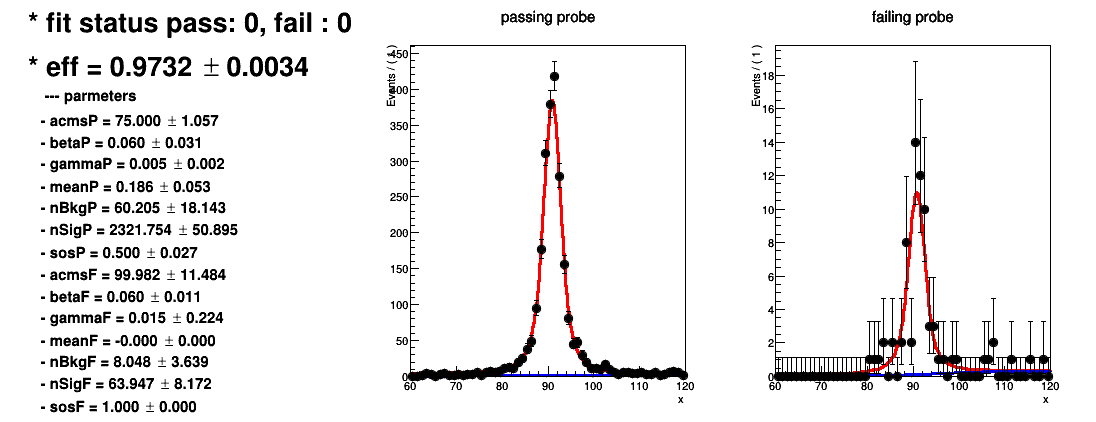 * fit status pass: 0, fail : 0
* eff = 0.9732 ± 0.0034
--- parmeters
- acmsP = 75.000 ± 1.057
- betaP = 0.060 ± 0.031
- gammaP = 0.005 ± 0.002
- meanP = 0.186 ± 0.053
- nBkgP = 60.205 ± 18.143
- nSigP = 2321.754 ± 50.895
- sosP = 0.500 ± 0.027
- acmsF = 99.982 ± 11.484
- betaF = 0.060 ± 0.011
- gammaF = 0.015 ± 0.224
- meanF = -0.000 ± 0.000
- nBkgF = 8.048 ± 3.639
- nSigF = 63.947 ± 8.172
- sosF = 1.000 ± 0.000
passing probe
Events / ( 1 )
450
400
350
300
250
200
150
100
50
0
60 70 80 90 100 110 120
x
failing probe
Events / ( 1 )
18
16
14
12
10
8
6
4
2
0
60 70 80 90 100 110 120
x